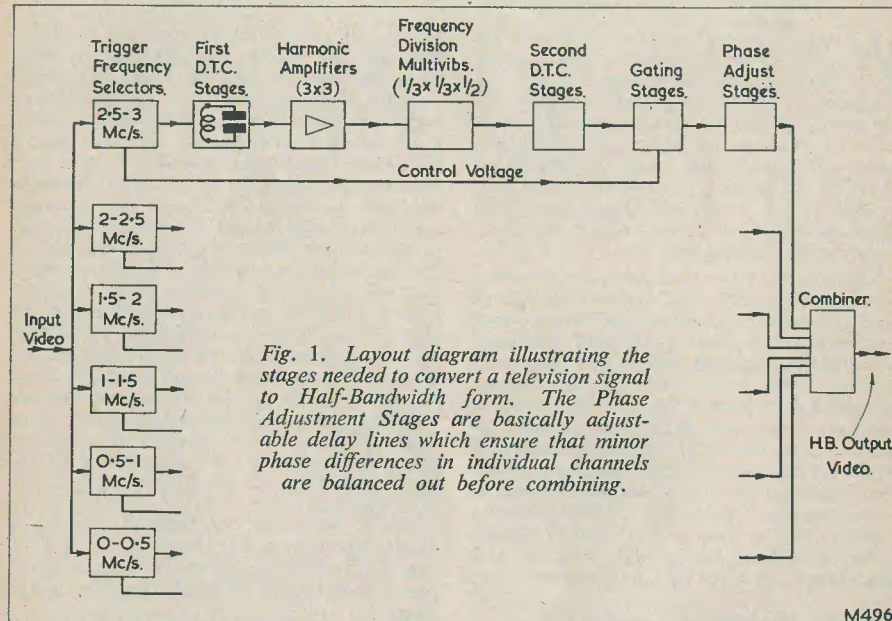 Trigger
Frequency
Selectors.
First
D.T.C.
Stages.
Harmonic
Amplifiers
(3x3)
Frequency
Division
Multivibs.
(1/3x 1/3x 1/2)
Second
D.T.C.
Stages.
Gating
Stages.
Phase
Adjust
Stages.
2·5-3
Mc/s.
Control Voltage
2-2·5
Mc/s.
1·5-2
Mc/s.
Input
Video
1-1·5
Mc/s.
0·5-1
Mc/s.
0-0·5
Mc/s.
Combiner.
H.B. Output
Video.
Fig. 1. Layout diagram illustrating the
stages needed to convert a television signal
to Half-Bandwidth form. The Phase
Adjustment Stages are basically adjust-
able delay lines which ensure that minor
phase differences in individual channels
are balanced out before combining.
M496